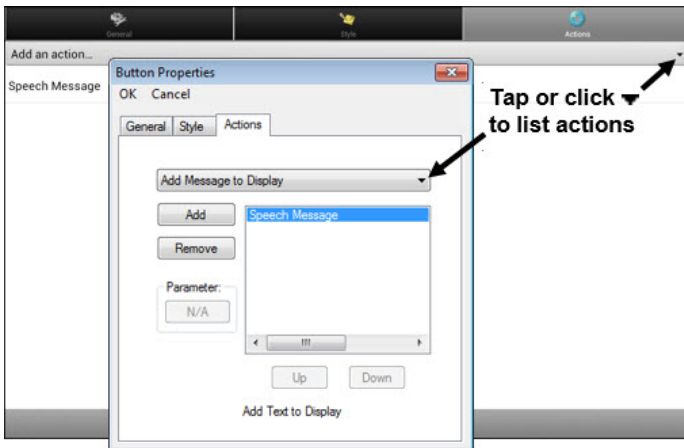 General
Style
Actions
Add an action...
Speech Message
Button Properties
OK Cancel
General Style Actions
Add Message to Display
Add
Speech Message
Remove
Parameter:
N/A
Up Down
Add Text to Display
Tap or click
to list actions